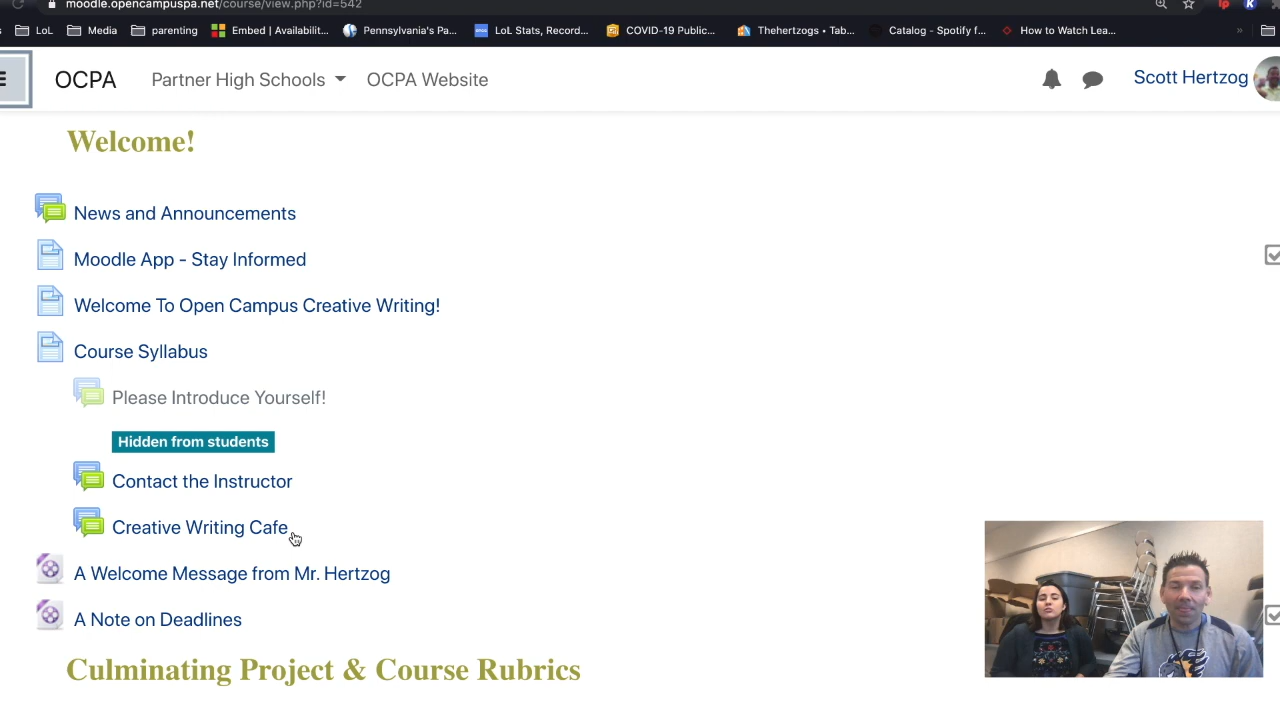 moodle.opencampuspa.net/course/view.php?id=542
LoL Media parenting Embed | Availabilit... Pennsylvania's Pa... LoL Stats, Record... COVID-19 Public... Thehertzogs • Tab... Catalog - Spotify f... How to Watch Lea... »
OCPA Partner High Schools OCPA Website Scott Hertzog
Welcome!
News and Announcements
Moodle App - Stay Informed
Welcome To Open Campus Creative Writing!
Course Syllabus
Please Introduce Yourself!
Hidden from students
Contact the Instructor
Creative Writing Cafe
A Welcome Message from Mr. Hertzog
A Note on Deadlines
Culminating Project & Course Rubrics